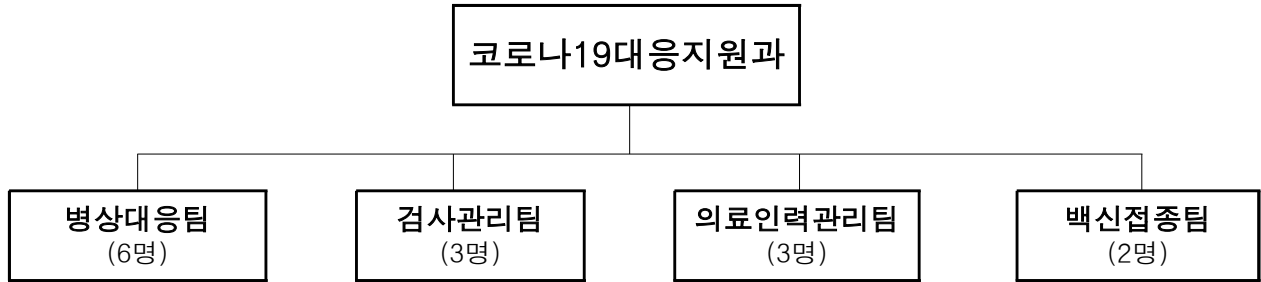 코로나19대응지원과
병상대응팀
(6명)
검사관리팀
(3명)
의료인력관리팀
(3명)
백신접종팀
(2명)